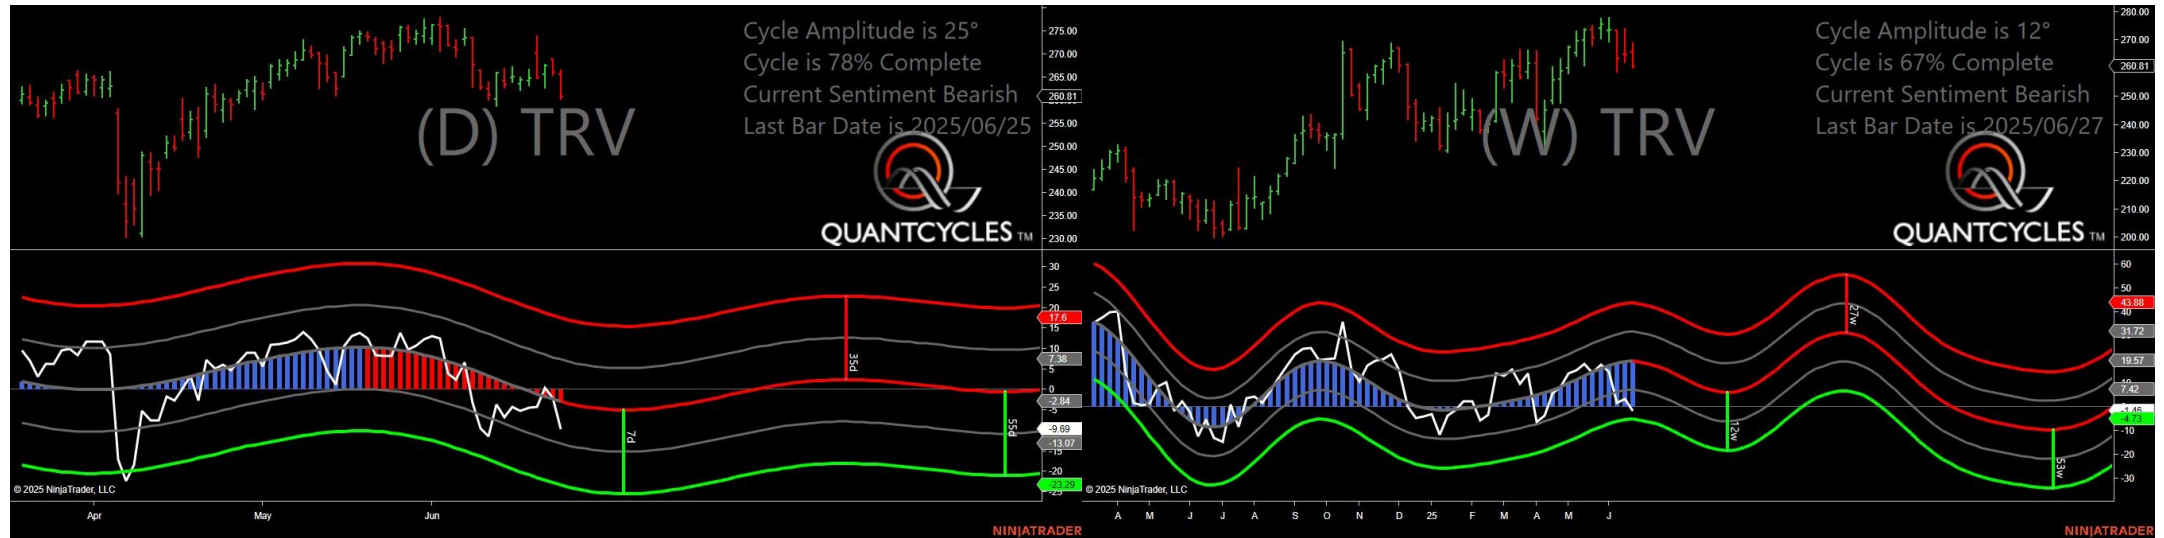 Cycle Amplitude is 25°
Cycle is 78% Complete
Current Sentiment Bearish
Last Bar Date is 2025/06/25
(D) TRV
QUANTCYCLES TM
275.00
270.00
265.00
260.81
255.00
250.00
245.00
240.00
235.00
230.00
30
25
20
17.6
15
10
7.38
5
0
-2.84
-5
-9.69
-13.07
-15
-20
-23.29
-25
7d
35d
55d
© 2025 NinjaTrader, LLC
Apr
May
Jun
NINJATRADER
Cycle Amplitude is 12°
Cycle is 67% Complete
Current Sentiment Bearish
Last Bar Date is 2025/06/27
(W) TRV
QUANTCYCLES TM
280.00
270.00
260.81
250.00
240.00
230.00
220.00
210.00
200.00
60
50
43.88
40
31.72
19.57
7.42
-1.46
-4.73
-10
-20
-30
12w
27w
53w
© 2025 NinjaTrader, LLC
A M J J A S O N D 25 F M A M J
NINJATRADER